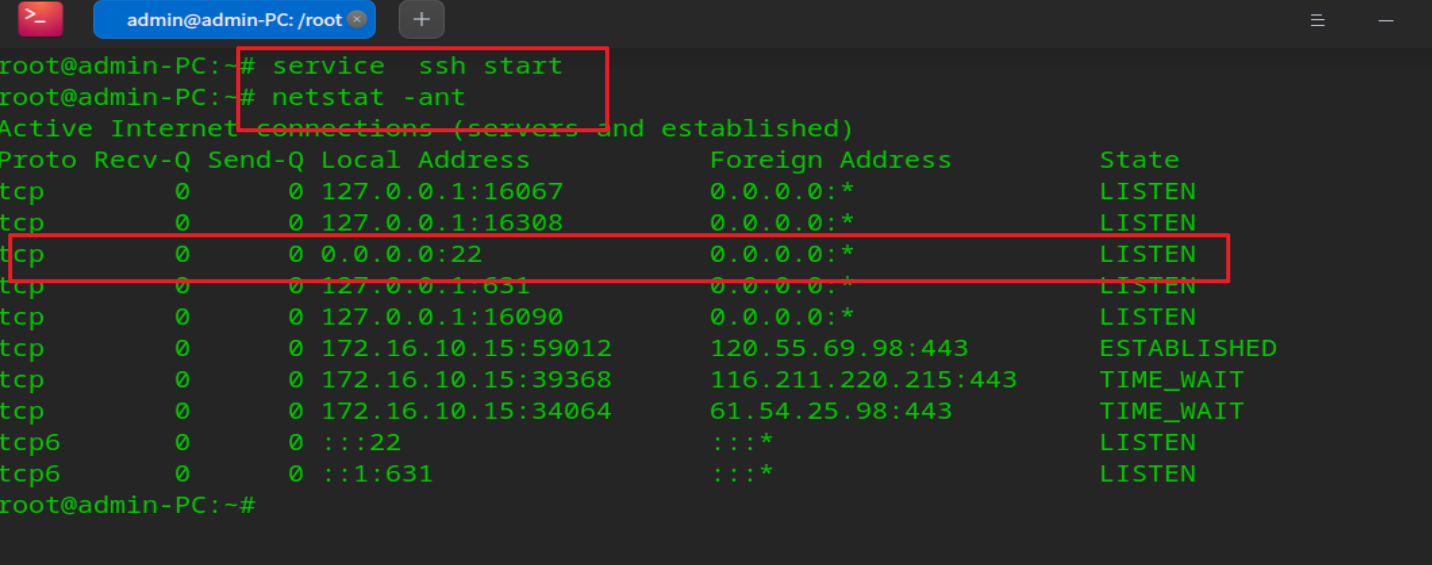 >_ admin@admin-PC: /root
root@admin-PC:~# service  ssh start
root@admin-PC:~# netstat -ant
Active Internet connections (servers and established)
Proto Recv-Q Send-Q Local Address           Foreign Address         State
tcp        0      0 127.0.0.1:16067         0.0.0.0:*               LISTEN
tcp        0      0 127.0.0.1:16308         0.0.0.0:*               LISTEN
tcp        0      0 0.0.0.0:22              0.0.0.0:*               LISTEN
tcp        0      0 127.0.0.1:631           0.0.0.0:*               LISTEN
tcp        0      0 127.0.0.1:16090         0.0.0.0:*               LISTEN
tcp        0      0 172.16.10.15:59012      120.55.69.98:443        ESTABLISHED
tcp        0      0 172.16.10.15:39368      116.211.220.215:443     TIME_WAIT
tcp        0      0 172.16.10.15:34064      61.54.25.98:443         TIME_WAIT
tcp6       0      0 :::22                   :::*                    LISTEN
tcp6       0      0 ::1:631                 :::*                    LISTEN
root@admin-PC:~#